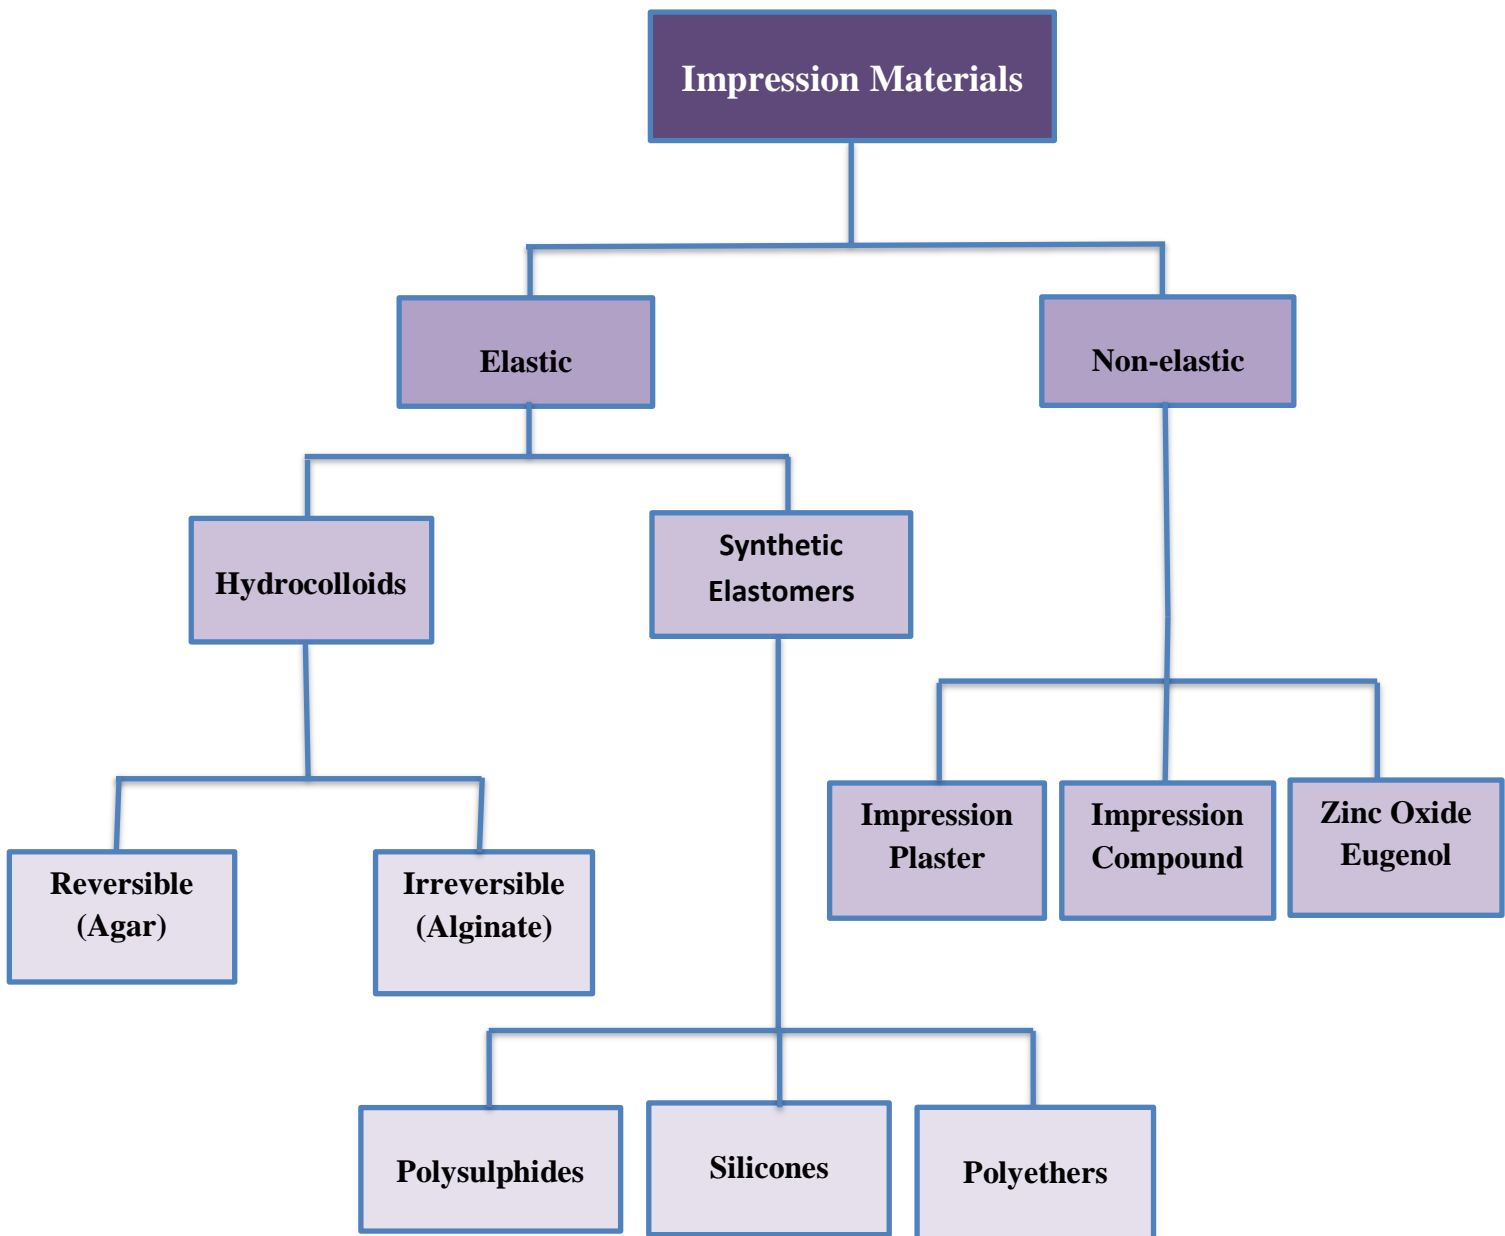 Impression Materials
Elastic
Non-elastic
Hydrocolloids
Synthetic
Elastomers
Impression
Plaster
Impression
Compound
Zinc Oxide
Eugenol
Reversible
(Agar)
Irreversible
(Alginate)
Polysulphides
Silicones
Polyethers